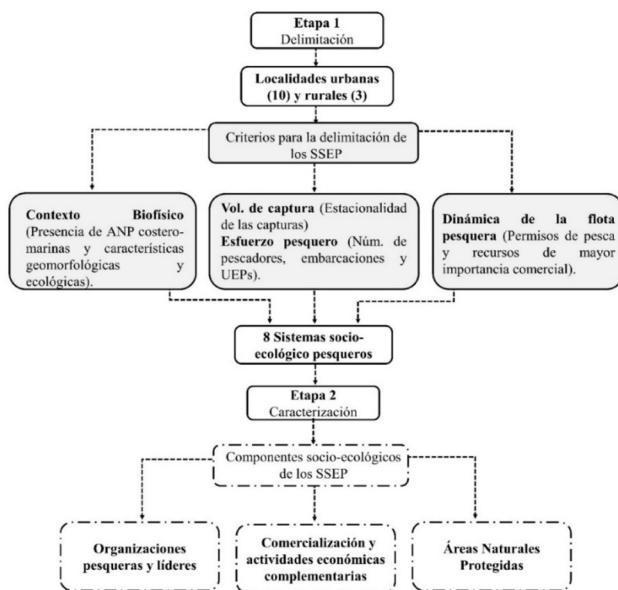 Etapa 1
Delimitación
Localidades urbanas
(10) y rurales (3)
Criterios para la delimitación de
los SSEP
Contexto Biofísico
(Presencia de ANP costero-
marinas y características
geomorfológicas y
ecológicas).
Vol. de captura (Estacionalidad
de las capturas)
Esfuerzo pesquero (Núm. de
pescadores, embarcaciones y
UEPs).
Dinámica de la flota
pesquera (Permisos de pesca
y recursos de mayor
importancia comercial).
8 Sistemas socio-
ecológico pesqueros
Etapa 2
Caracterización
Componentes socio-ecológicos
de los SSEP
Organizaciones
pesqueras y líderes
Comercialización y
actividades económicas
complementarias
Áreas Naturales
Protegidas